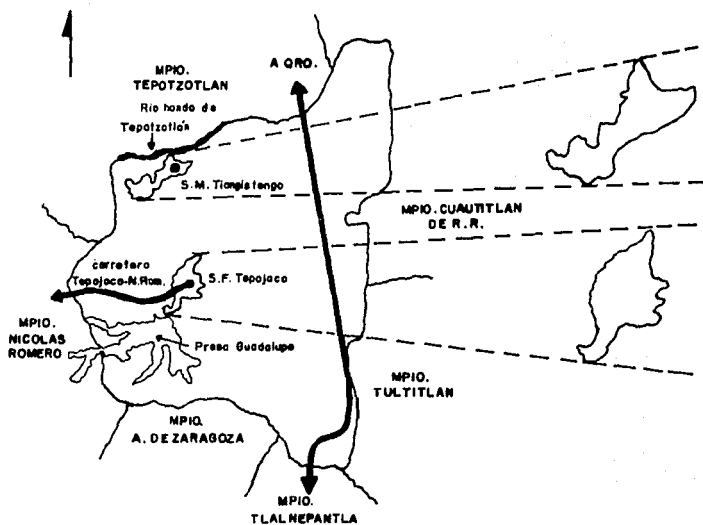 MPIO.
TEPOTZOTLAN
A QRO.
Rio hondo de
Tepotzotlán
S.M. Tiangistengo
MPIO. CUAUTITLAN
DE R.R.
carretera
Tepojaco-N. Rom.
S.F. Tepojaco
MPIO.
NICOLAS
ROMERO
Presa Guadalupe
MPIO.
TULTITLAN
MPIO.
A. DE ZARAGOZA
MPIO.
TLALNEPANTLA